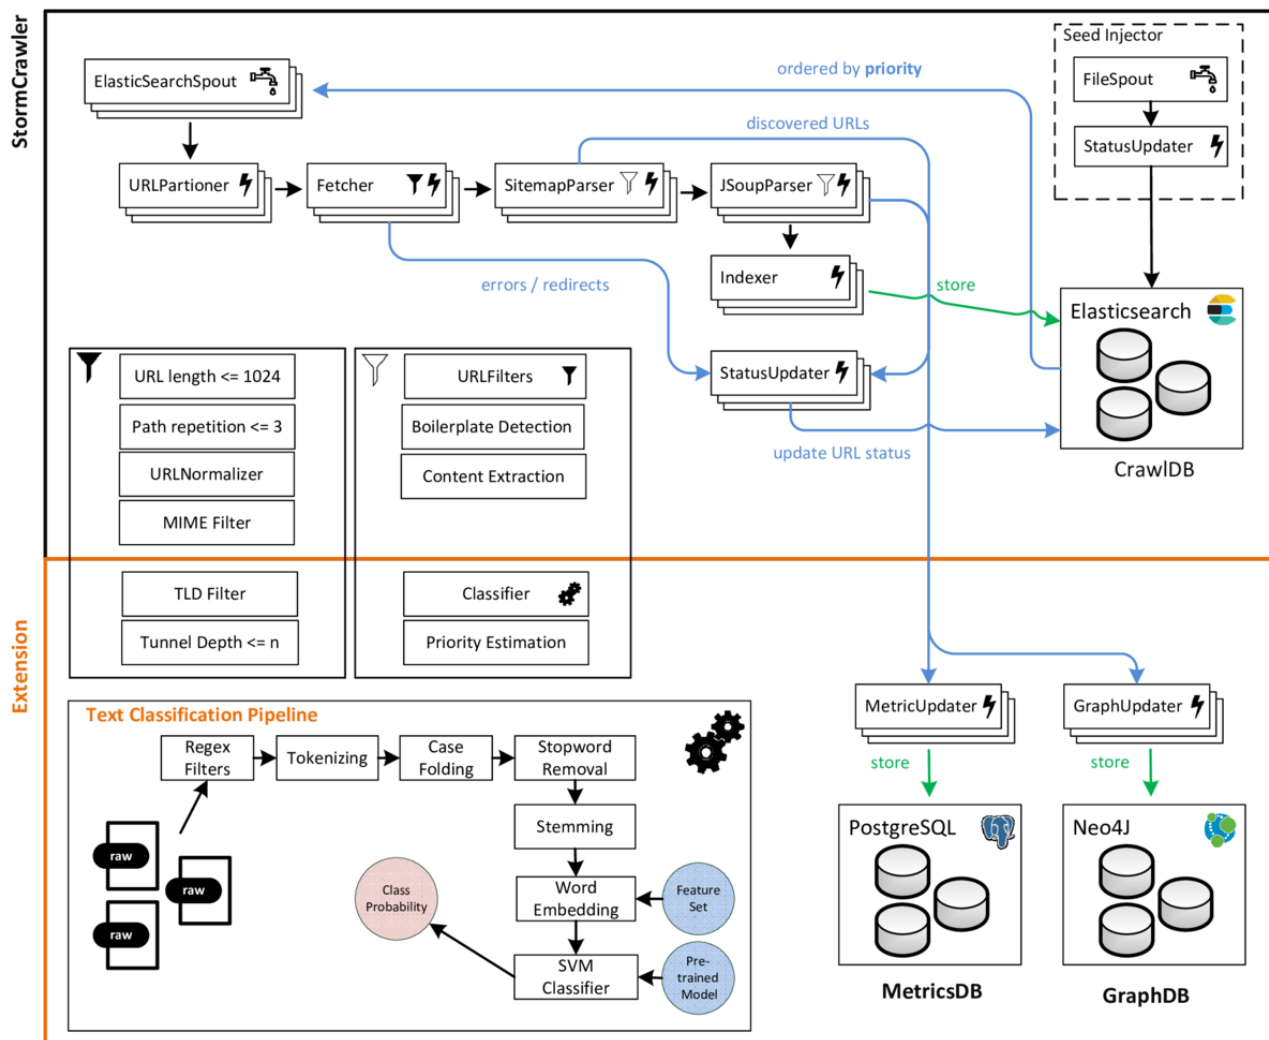 StormCrawler
Seed Injector
FileSpout
StatusUpdater
ElasticSearchSpout
ordered by priority
discovered URLs
URLPartioner
Fetcher
SitemapParser
JSoupParser
Indexer
errors / redirects
store
Elasticsearch
CrawlDB
StatusUpdater
update URL status
URL length <= 1024
Path repetition <= 3
URLNormalizer
MIME Filter
TLD Filter
Tunnel Depth <= n
URLFilters
Boilerplate Detection
Content Extraction
Classifier
Priority Estimation
Extension
MetricUpdater
GraphUpdater
store
store
PostgreSQL
Neo4J
MetricsDB
GraphDB
Text Classification Pipeline
Regex
Filters
Tokenizing
Case
Folding
Stopword
Removal
Stemming
Word
Embedding
Feature
Set
SVM
Classifier
Pre-
trained
Model
Class
Probability
raw
raw
raw